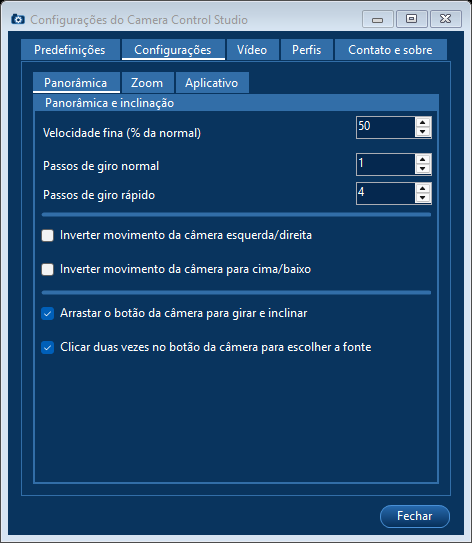 Configurações do Camera Control Studio
Predefinições Configurações Vídeo Perfis Contato e sobre
Panorâmica Zoom Aplicativo
Panorâmica e inclinação
Velocidade fina (% da normal) 50
Passos de giro normal 1
Passos de giro rápido 4
Inverter movimento da câmera esquerda/direita
Inverter movimento da câmera para cima/baixo
Arrastar o botão da câmera para girar e inclinar
Clicar duas vezes no botão da câmera para escolher a fonte
Fechar